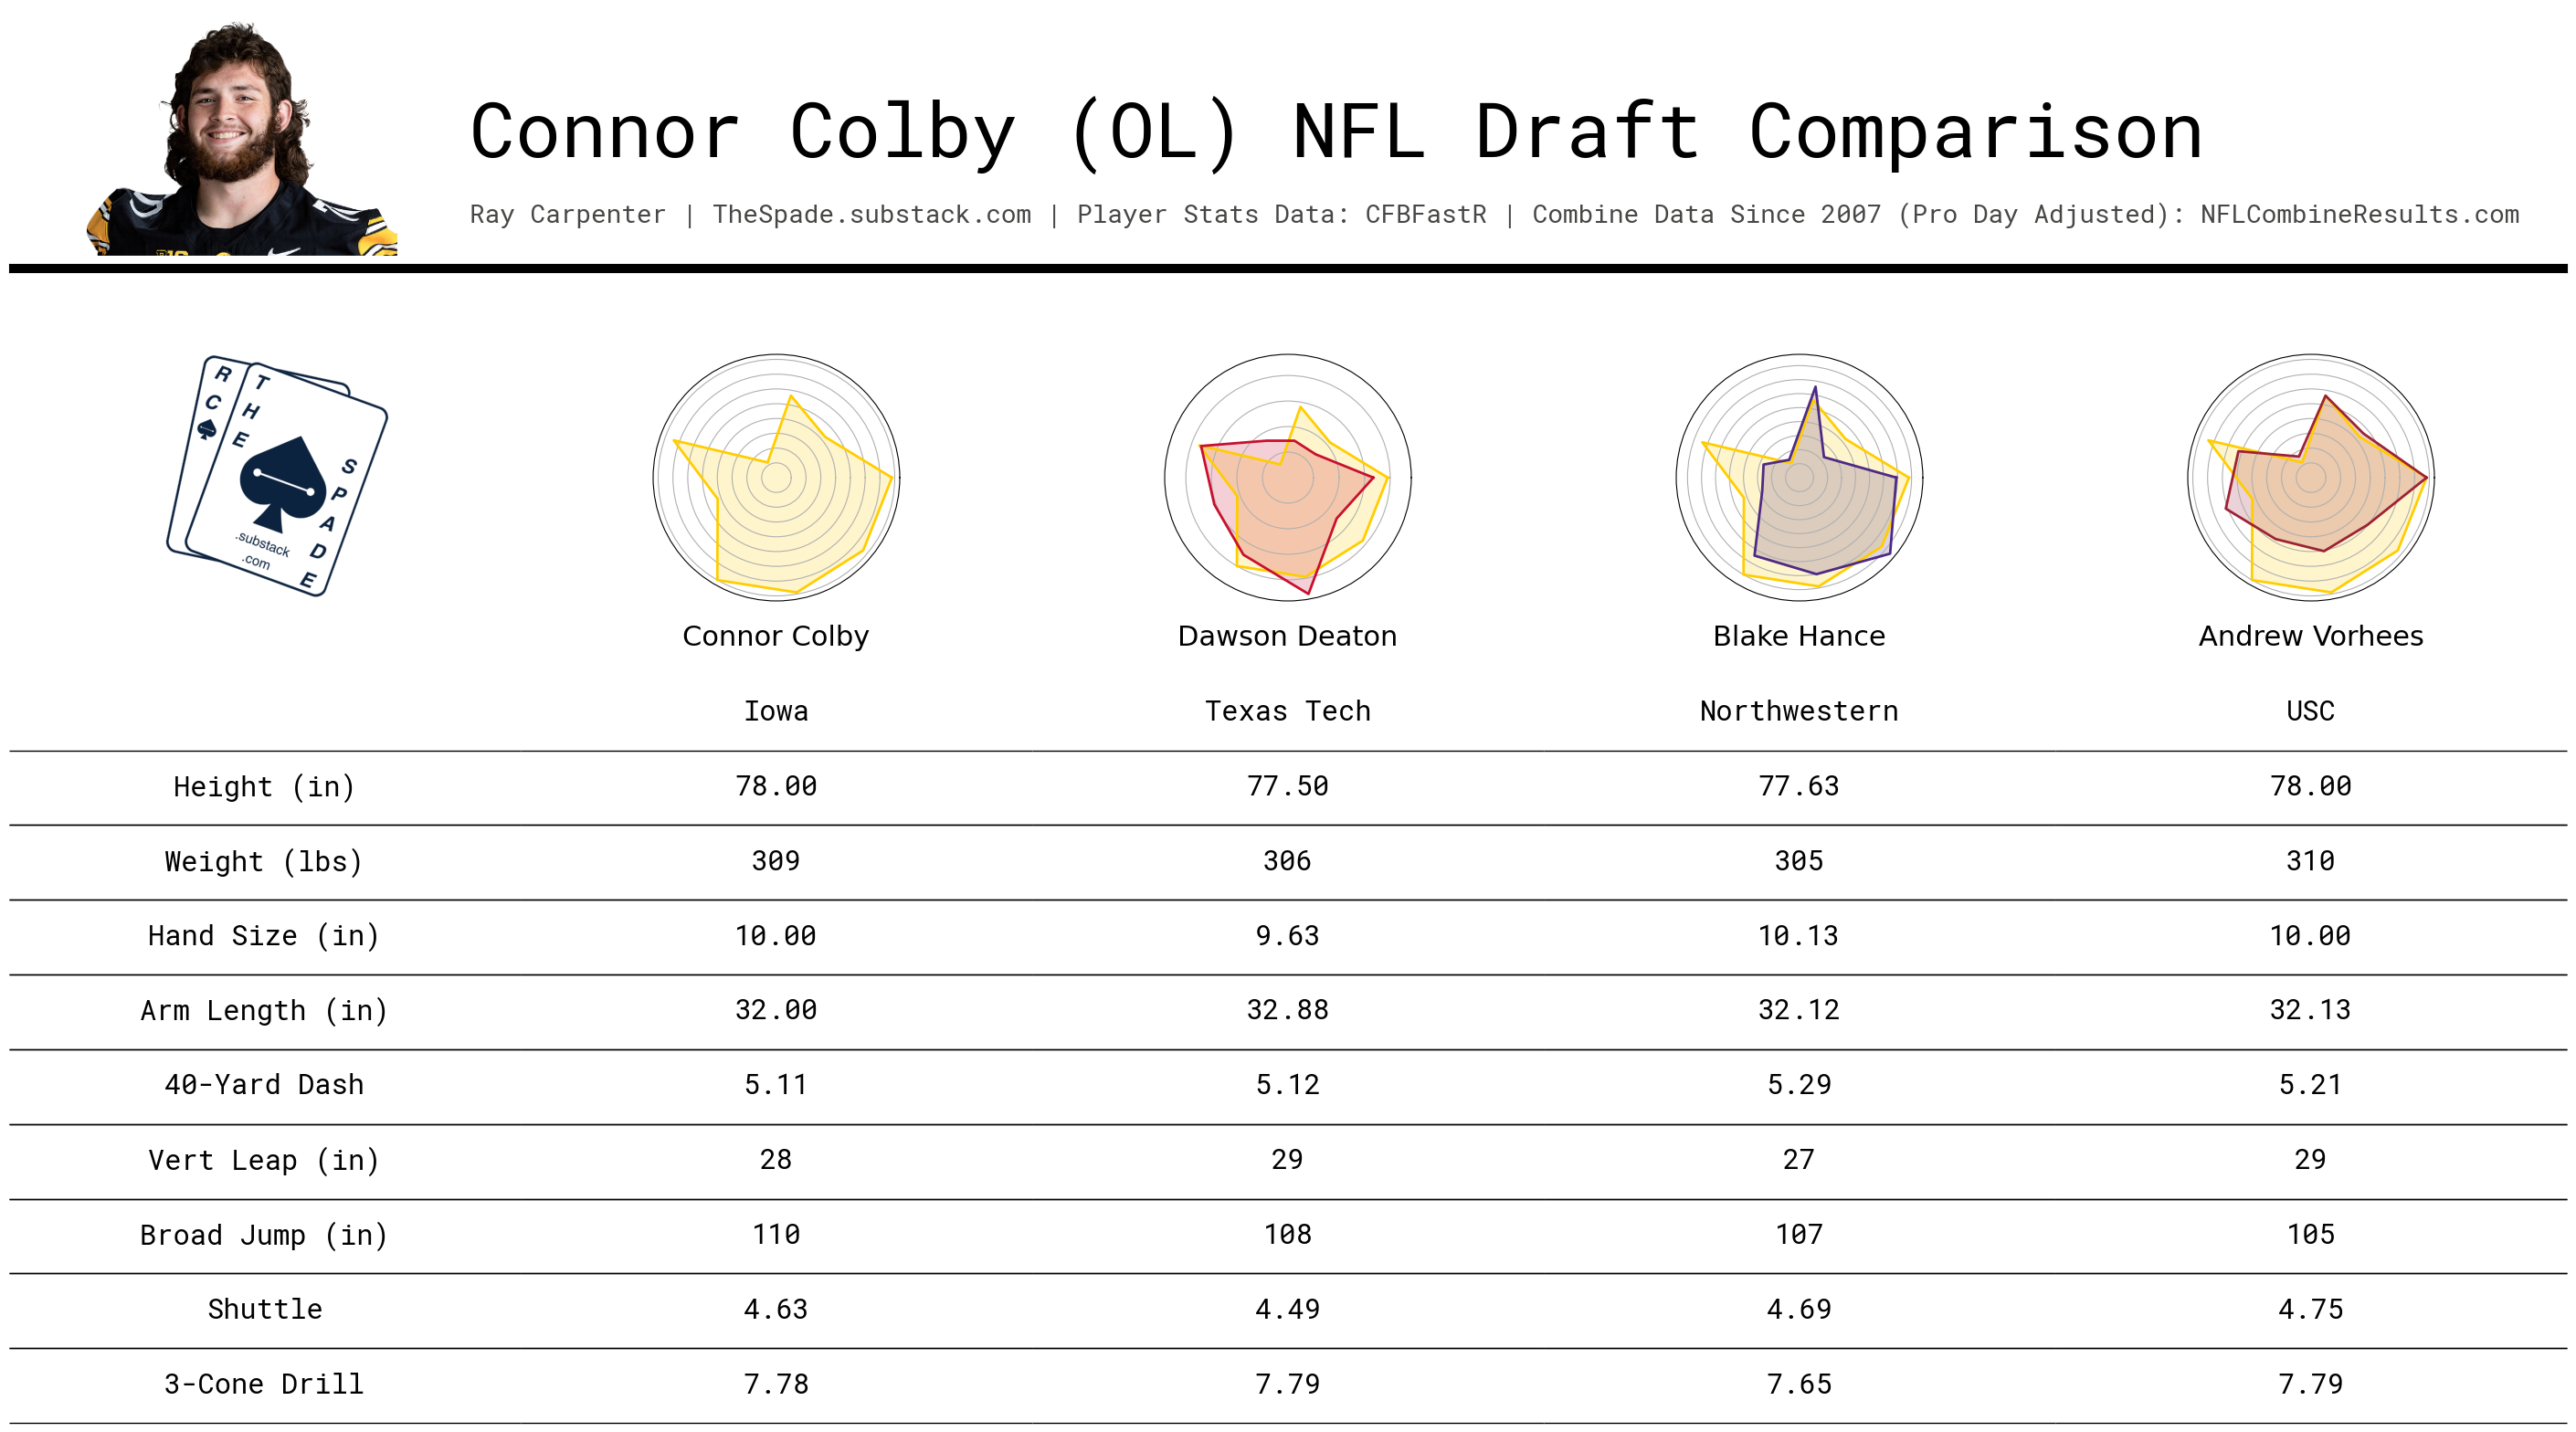 Connor Colby (OL) NFL Draft Comparison
Ray Carpenter | TheSpade.substack.com | Player Stats Data: CFBFastR | Combine Data Since 2007 (Pro Day Adjusted): NFLCombineResults.com
RC
THE
SPADE
.substack
.com
Connor Colby Dawson Deaton Blake Hance Andrew Vorhees
Iowa Texas Tech Northwestern USC
Height (in) 78.00 77.50 77.63 78.00
Weight (lbs) 309 306 305 310
Hand Size (in) 10.00 9.63 10.13 10.00
Arm Length (in) 32.00 32.88 32.12 32.13
40-Yard Dash 5.11 5.12 5.29 5.21
Vert Leap (in) 28 29 27 29
Broad Jump (in) 110 108 107 105
Shuttle 4.63 4.49 4.69 4.75
3-Cone Drill 7.78 7.79 7.65 7.79